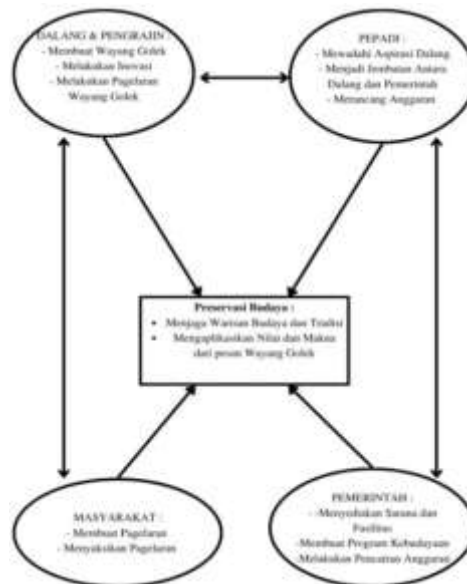 DALANG & PENGRAJIN :
- Membuat Wayang Golek
- Melakukan Inovasi
- Melakukan Pagelaran
Wayang Golek
PEPADI :
- Mewadahi Aspirasi Dalang
- Menjadi Jembatan Antara
Dalang dan Pemerintah
- Merancang Anggaran
Preservasi Budaya :
• Menjaga Warisan Budaya dan Tradisi
• Mengaplikasikan Nilai dan Makna
dari pesan Wayang Golek
MASYARAKAT :
- Membuat Pagelaran
- Menyaksikan Pagelaran
PEMERINTAH :
- -Menyediakan Sarana dan
Fasilitas
-Membuat Program Kebudayaan
-Melakukan Pencairan Anggaran